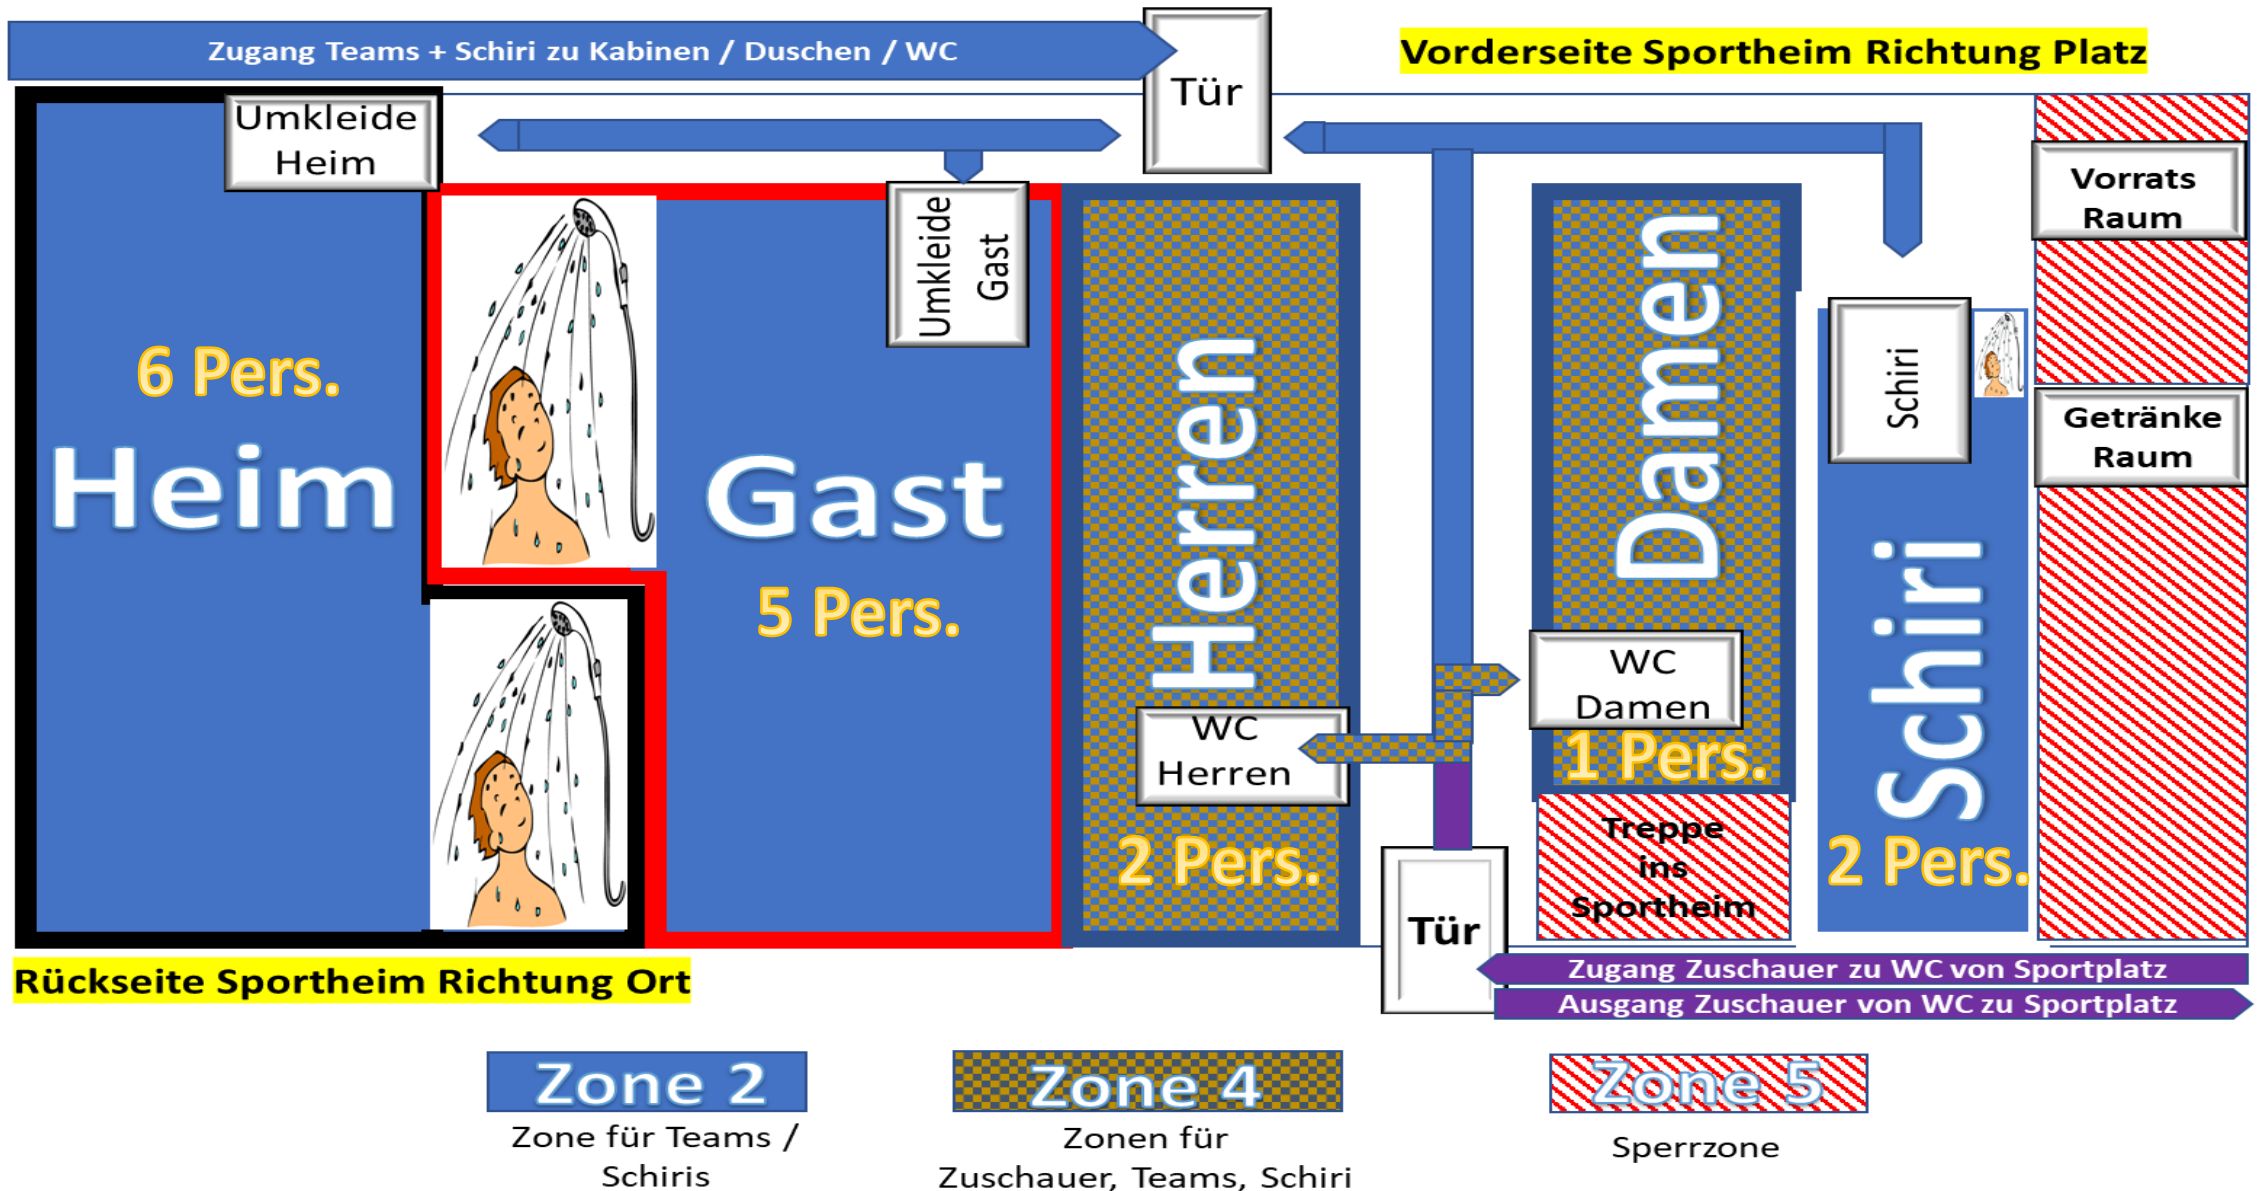 Zugang Teams + Schiri zu Kabinen / Duschen / WC
Tür
Vorderseite Sportheim Richtung Platz
Umkleide
Heim
6 Pers.
Heim
Umkleide
Gast
Gast
5 Pers.
Herren
WC
Herren
2 Pers.
Damen
WC
Damen
1 Pers.
Treppe
ins
Sportheim
Schiri
Schiri
2 Pers.
Vorrats
Raum
Getränke
Raum
Tür
Rückseite Sportheim Richtung Ort
Zugang Zuschauer zu WC von Sportplatz
Ausgang Zuschauer von WC zu Sportplatz
Zone 2
Zone für Teams /
Schiris
Zone 4
Zonen für
Zuschauer, Teams, Schiri
Zone 5
Sperrzone